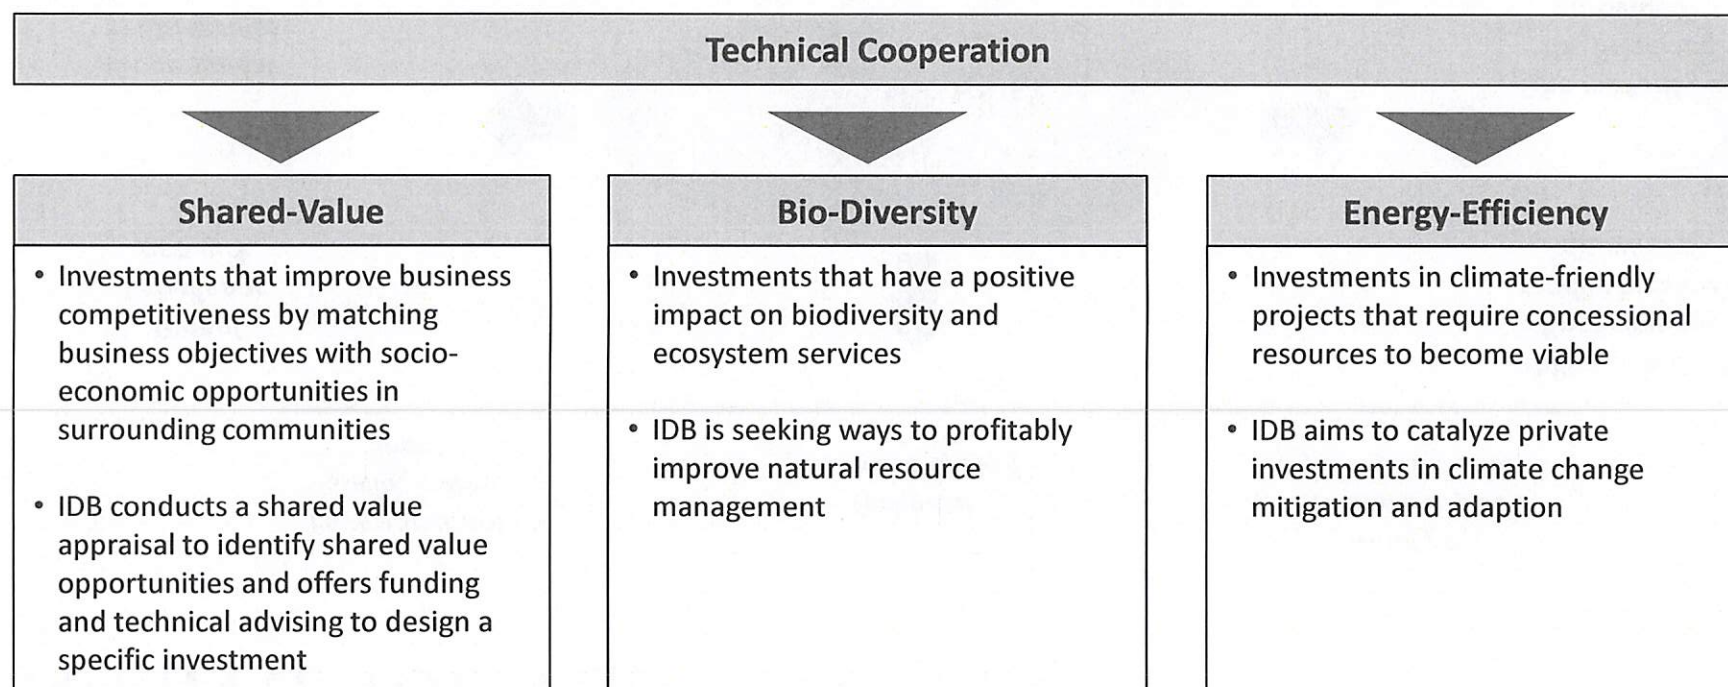 Technical Cooperation
Shared-Value
• Investments that improve business
competitiveness by matching
business objectives with socio-
economic opportunities in
surrounding communities
• IDB conducts a shared value
appraisal to identify shared value
opportunities and offers funding
and technical advising to design a
specific investment
Bio-Diversity
• Investments that have a positive
impact on biodiversity and
ecosystem services
• IDB is seeking ways to profitably
improve natural resource
management
Energy-Efficiency
• Investments in climate-friendly
projects that require concessional
resources to become viable
• IDB aims to catalyze private
investments in climate change
mitigation and adaption